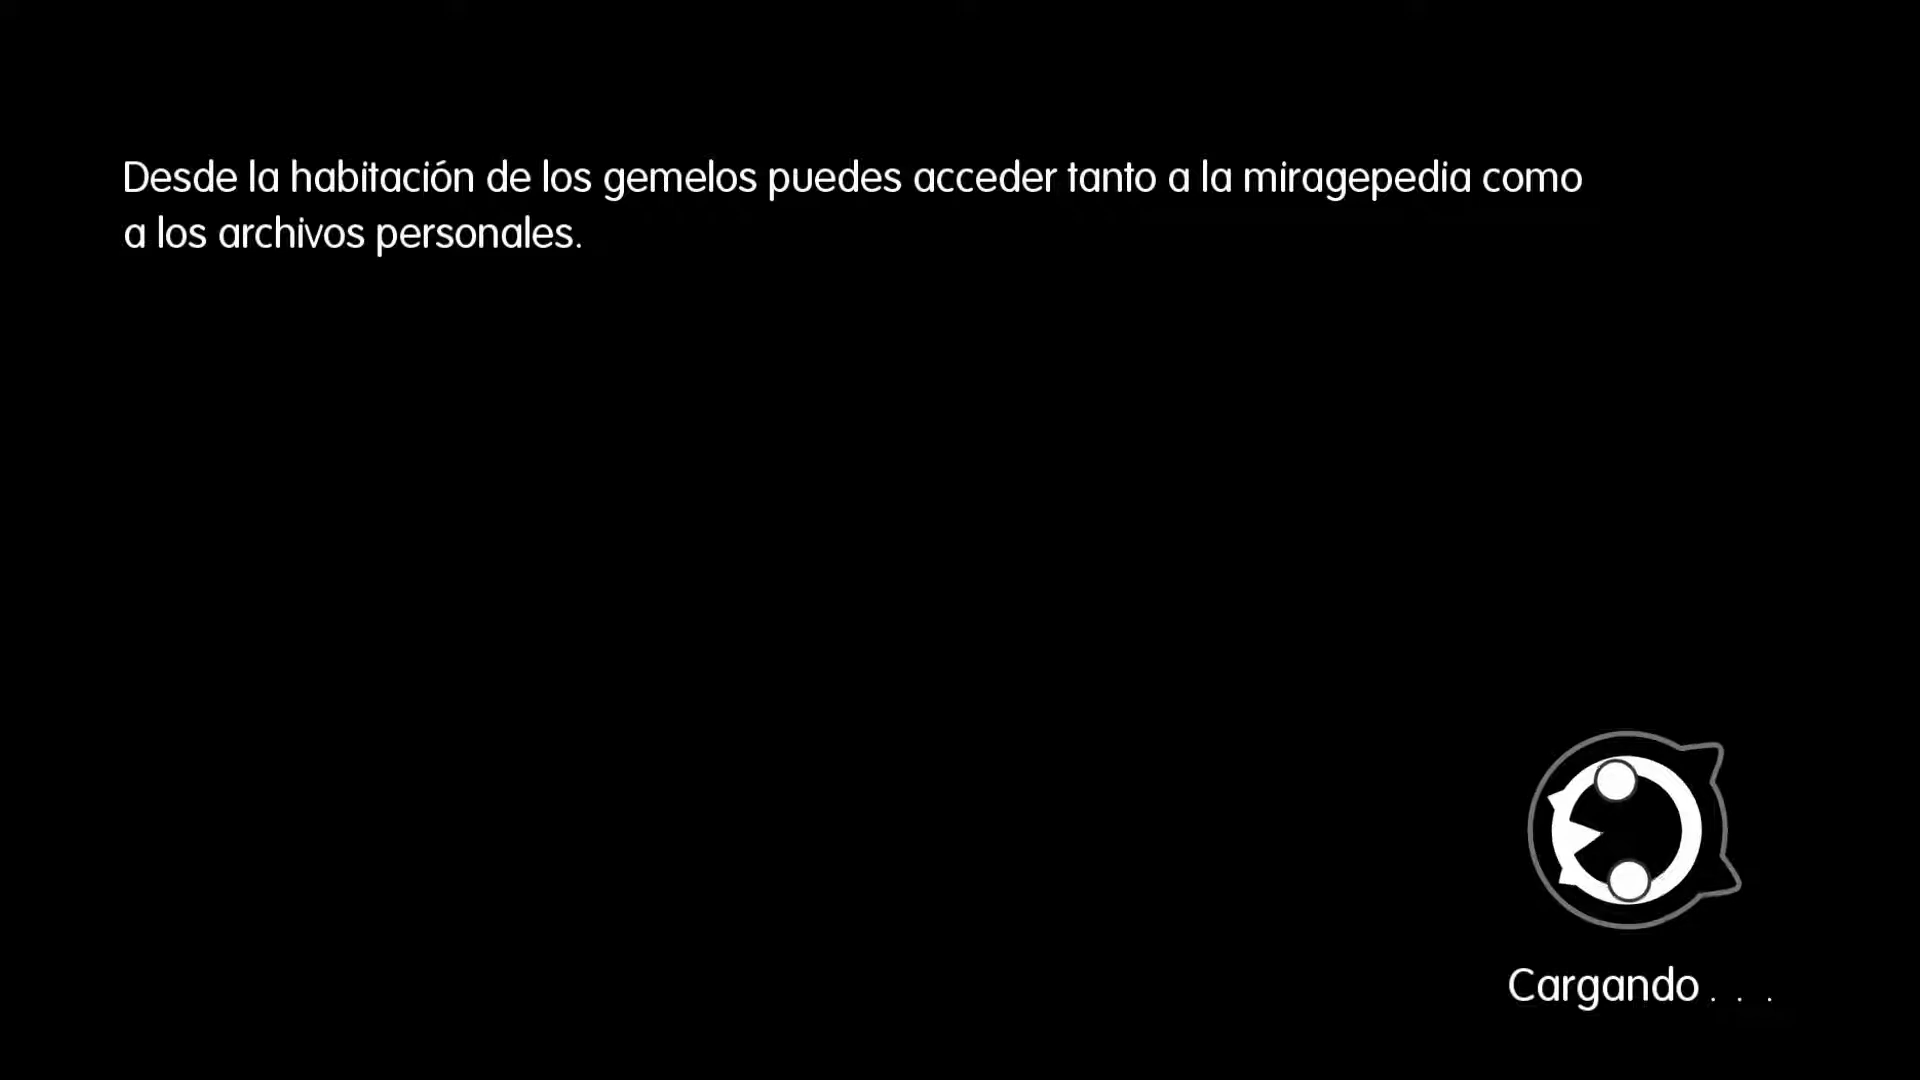 Desde la habitación de los gemelos puedes acceder tanto a la miragepedia como
a los archivos personales.
Cargando . . .